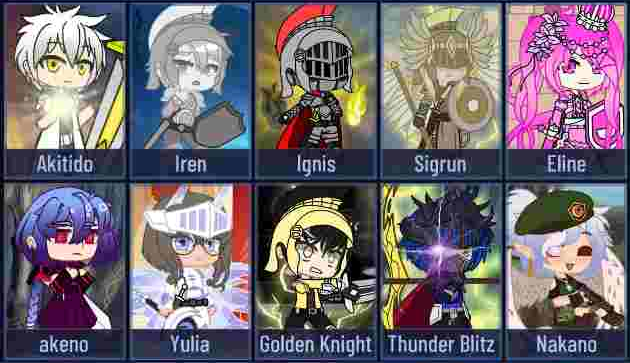 Akitido
Iren
Ignis
Sigrun
Eline
akeno
Yulia
Golden Knight
Thunder Blitz
Nakano